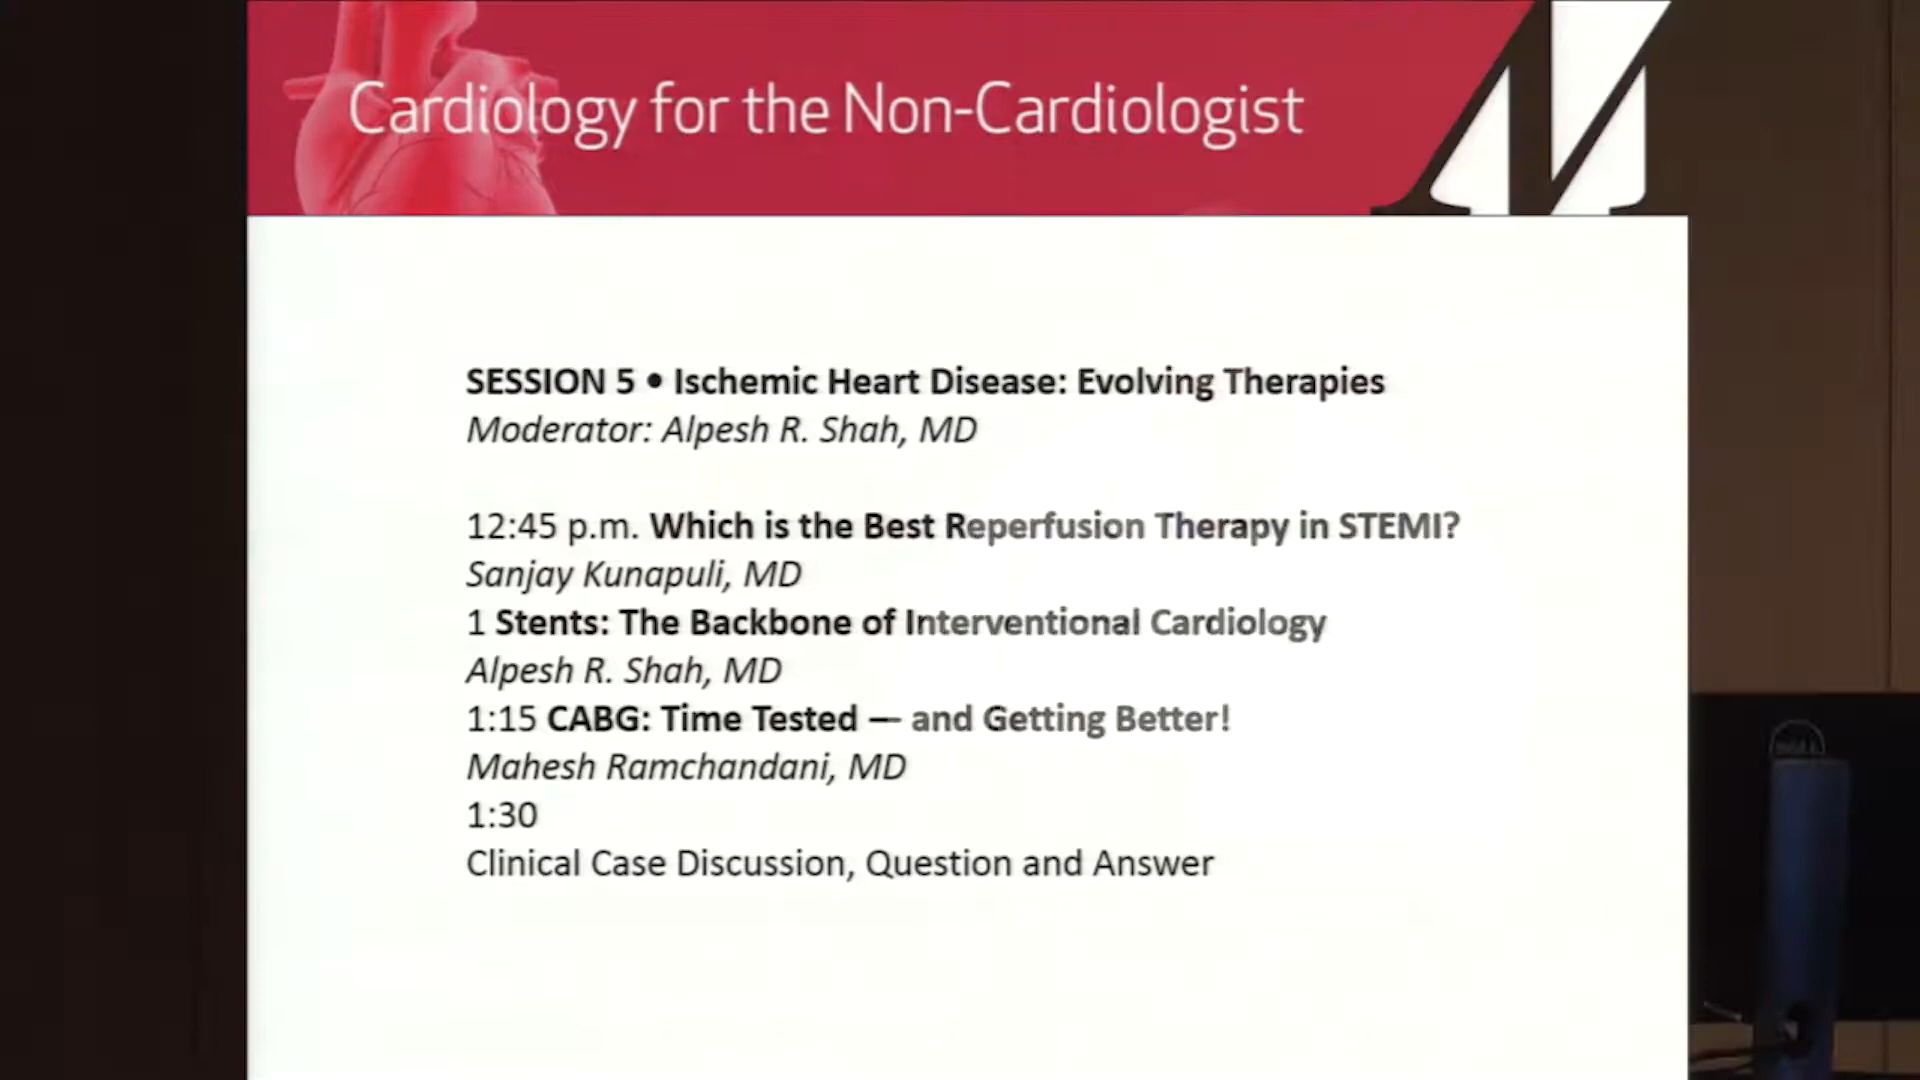 Cardiology for the Non-Cardiologist
SESSION 5 • Ischemic Heart Disease: Evolving Therapies
Moderator: Alpesh R. Shah, MD
12:45 p.m. Which is the Best Reperfusion Therapy in STEMI?
Sanjay Kunapuli, MD
1 Stents: The Backbone of Interventional Cardiology
Alpesh R. Shah, MD
1:15 CABG: Time Tested — and Getting Better!
Mahesh Ramchandani, MD
1:30
Clinical Case Discussion, Question and Answer
DELL